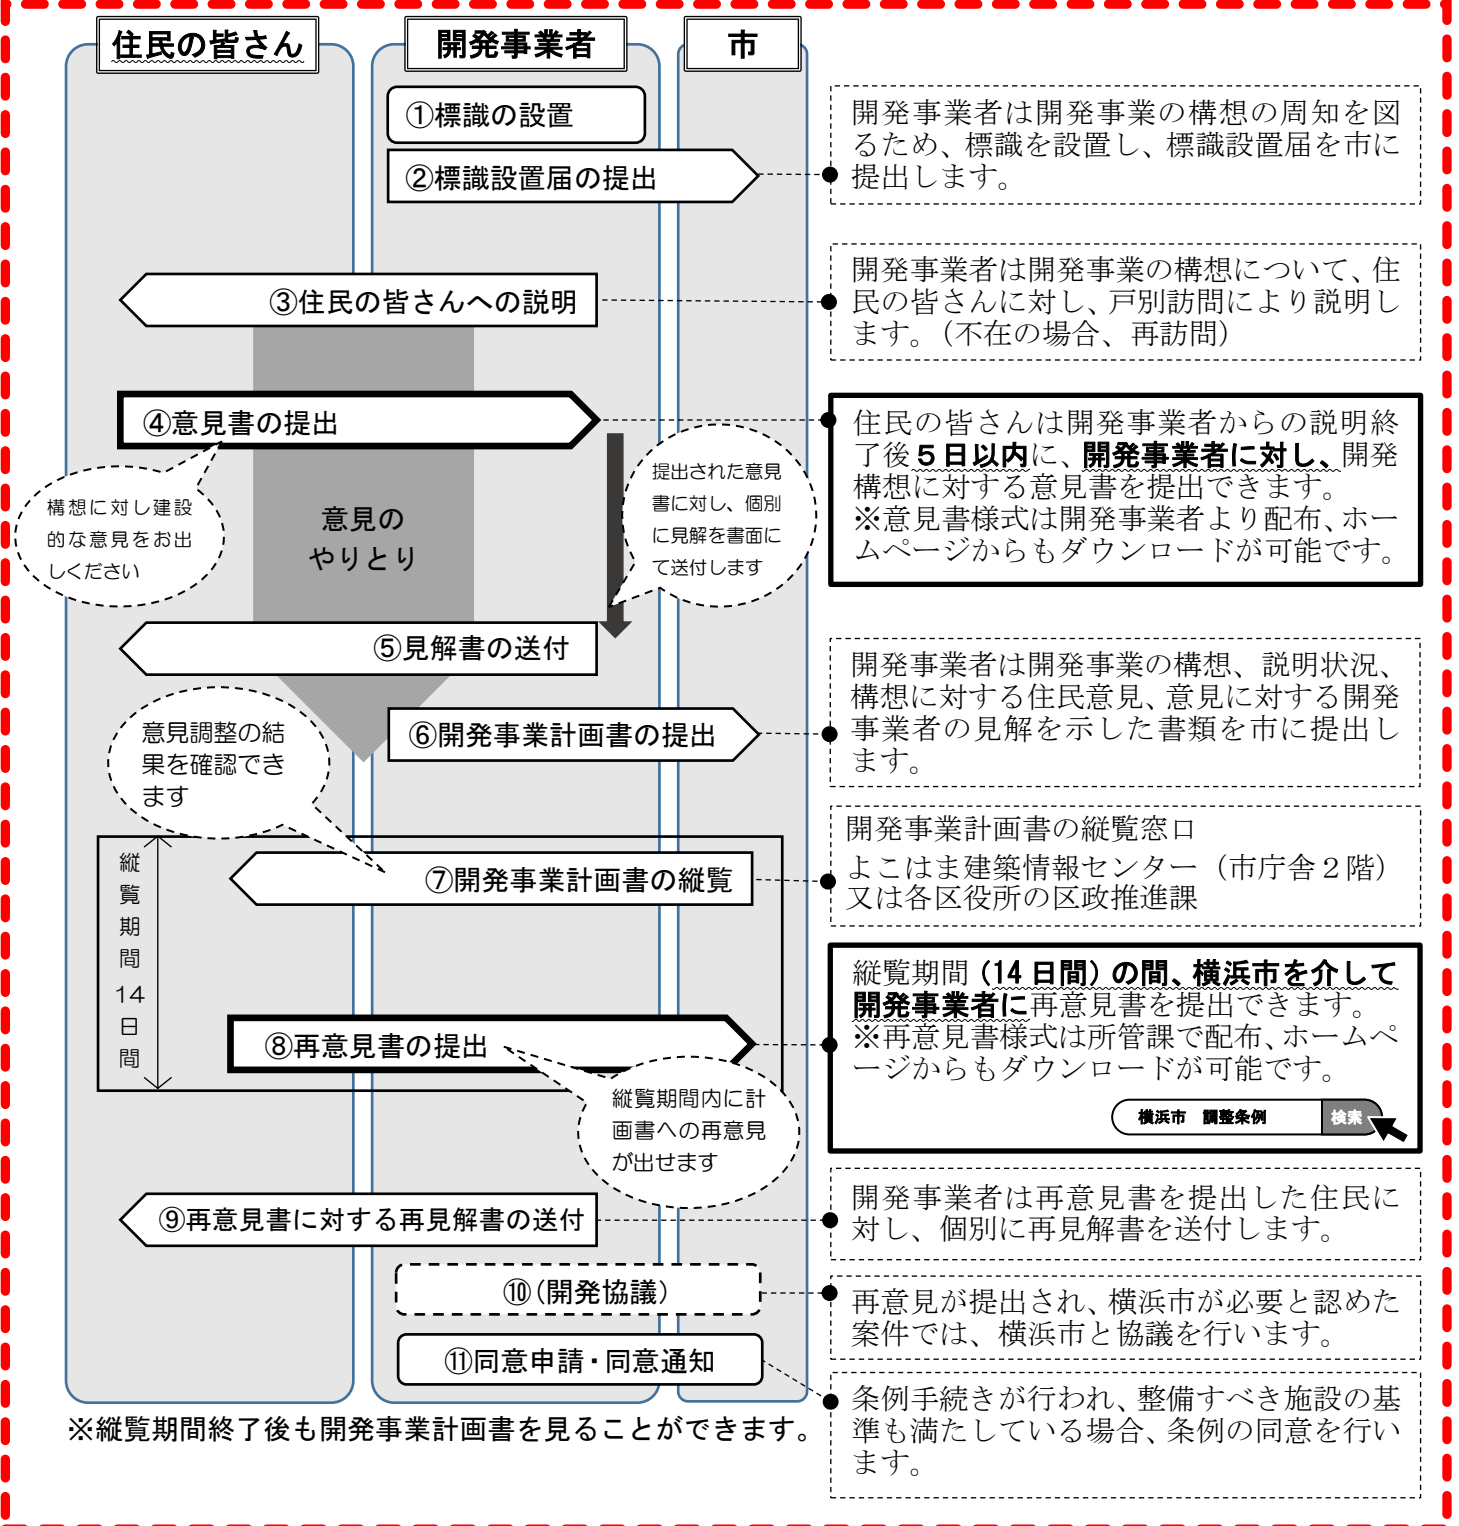 住民の皆さん
開発事業者
市
①標識の設置
②標識設置届の提出
開発事業者は開発事業の構想の周知を図
るため、標識を設置し、標識設置届を市に
提出します。
③住民の皆さんへの説明
開発事業者は開発事業の構想について、住
民の皆さんに対し、戸別訪問により説明し
ます。（不在の場合、再訪問）
④意見書の提出
住民の皆さんは開発事業者からの説明終
了後５日以内に、開発事業者に対し、開発
構想に対する意見書を提出できます。
※意見書様式は開発事業者より配布、ホー
ムページからもダウンロードが可能です。
構想に対し建設
的な意見をお出
しください
意見の
やりとり
提出された意見
書に対し、個別
に見解を書面に
て送付します
⑤見解書の送付
⑥開発事業計画書の提出
開発事業者は開発事業の構想、説明状況、
構想に対する住民意見、意見に対する開発
事業者の見解を示した書類を市に提出し
ます。
意見調整の結
果を確認でき
ます
縦覧期間14日間
⑦開発事業計画書の縦覧
開発事業計画書の縦覧窓口
よこはま建築情報センター（市庁舎２階）
又は各区役所の区政推進課
⑧再意見書の提出
縦覧期間（14 日間）の間、横浜市を介して
開発事業者に再意見書を提出できます。
※再意見書様式は所管課で配布、ホームペ
ージからもダウンロードが可能です。
横浜市　調整条例
検索
縦覧期間内に計
画書への再意見
が出せます
⑨再意見書に対する再見解書の送付
開発事業者は再意見書を提出した住民に
対し、個別に再見解書を送付します。
⑩（開発協議）
再意見が提出され、横浜市が必要と認めた
案件では、横浜市と協議を行います。
⑪同意申請・同意通知
条例手続きが行われ、整備すべき施設の基
準も満たしている場合、条例の同意を行い
ます。
※縦覧期間終了後も開発事業計画書を見ることができます。